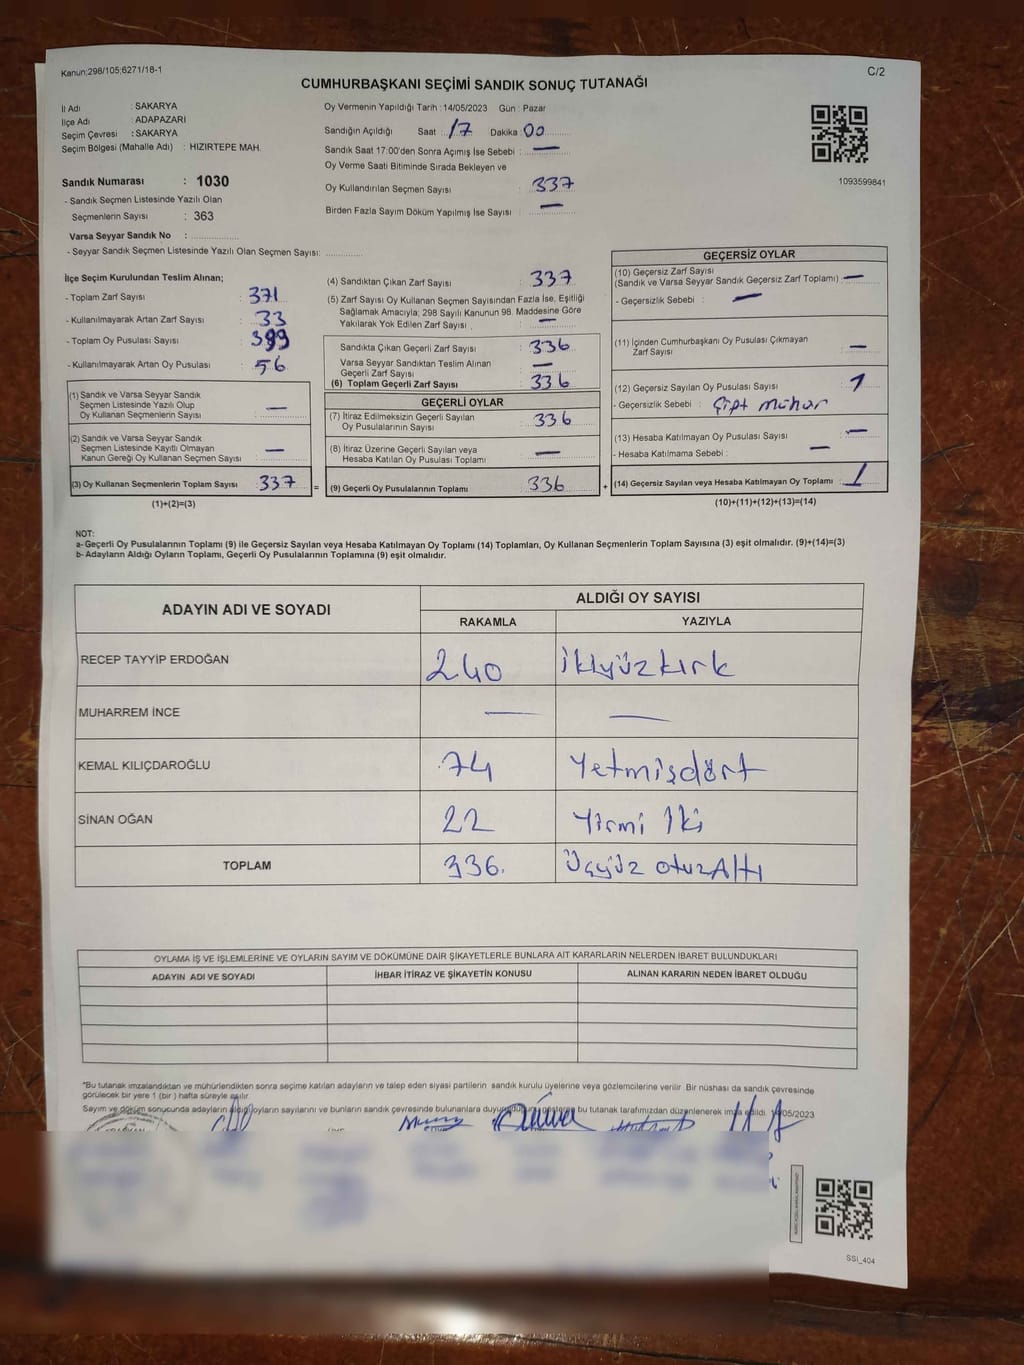 Kanun;298/105;6271/18-1
C/2
CUMHURBAŞKANI SEÇİMİ SANDIK SONUÇ TUTANAĞI
İl Adı : SAKARYA
İlçe Adı : ADAPAZARI
Seçim Çevresi : SAKARYA
Seçim Bölgesi (Mahalle Adı) : HIZIRTEPE MAH.
Sandık Numarası : 1030
- Sandık Seçmen Listesinde Yazılı Olan
Seçmenlerin Sayısı : 363
Varsa Seyyar Sandık No :
- Seyyar Sandık Seçmen Listesinde Yazılı Olan Seçmen Sayısı:
Oy Vermenin Yapıldığı Tarih : 14/05/2023 Gün : Pazar
Sandığın Açıldığı Saat 17 Dakika : 00
Sandık Saat 17:00'den Sonra Açımış İse Sebebi : —
Oy Verme Saati Bitiminde Sırada Bekleyen ve
Oy Kullandırılan Seçmen Sayısı : 337
Birden Fazla Sayım Döküm Yapılmış İse Sayısı : —
1093599841
İlçe Seçim Kurulundan Teslim Alınan;
- Toplam Zarf Sayısı : 371
- Kullanılmayarak Artan Zarf Sayısı : 33
- Toplam Oy Pusulası Sayısı :
- Kullanılmayarak Artan Oy Pusulası : 56
(1) Sandık ve Varsa Seyyar Sandık
Seçmen Listesinde Yazılı Olup
Oy Kullanan Seçmenlerin Sayısı : —
(2) Sandık ve Varsa Seyyar Sandık
Seçmen Listesinde Kayıtlı Olmayan
Kanun Gereği Oy Kullanan Seçmen Sayısı : —
(3) Oy Kullanan Seçmenlerin Toplam Sayısı : 337 =
(1)+(2)=(3)
(4) Sandıktan Çıkan Zarf Sayısı : 337
(5) Zarf Sayısı Oy Kullanan Seçmen Sayısından Fazla İse, Eşitliği
Sağlamak Amacıyla; 298 Sayılı Kanunun 98. Maddesine Göre
Yakılarak Yok Edilen Zarf Sayısı : —
Sandıkta Çıkan Geçerli Zarf Sayısı : 336
Varsa Seyyar Sandıktan Teslim Alınan
Geçerli Zarf Sayısı : —
(6) Toplam Geçerli Zarf Sayısı : 336
GEÇERLİ OYLAR
(7) İtiraz Edilmeksizin Geçerli Sayılan
Oy Pusulalarının Sayısı : 336
(8) İtiraz Üzerine Geçerli Sayılan veya
Hesaba Katılan Oy Pusulası Toplamı : —
(9) Geçerli Oy Pusulalarının Toplamı : 336 +
GEÇERSİZ OYLAR
(10) Geçersiz Zarf Sayısı
(Sandık ve Varsa Seyyar Sandık Geçersiz Zarf Toplamı) : —
- Geçersizlik Sebebi : —
(11) İçinden Cumhurbaşkanı Oy Pusulası Çıkmayan
Zarf Sayısı : —
(12) Geçersiz Sayılan Oy Pusulası Sayısı : 1
- Geçersizlik Sebebi : Çift mühür
(13) Hesaba Katılmayan Oy Pusulası Sayısı : —
- Hesaba Katılmama Sebebi : —
(14) Geçersiz Sayılan veya Hesaba Katılmayan Oy Toplamı : 1
(10)+(11)+(12)+(13)=(14)
NOT:
a- Geçerli Oy Pusulalarının Toplamı (9) ile Geçersiz Sayılan veya Hesaba Katılmayan Oy Toplamı (14) Toplamları, Oy Kullanan Seçmenlerin Toplam Sayısına (3) eşit olmalıdır. (9)+(14)=(3)
b- Adayların Aldığı Oyların Toplamı, Geçerli Oy Pusulalarının Toplamına (9) eşit olmalıdır.
ADAYIN ADI VE SOYADI
ALDIĞI OY SAYISI
RAKAMLA YAZIYLA
RECEP TAYYİP ERDOĞAN 240 ikiyüzkırk
MUHARREM İNCE — —
KEMAL KILIÇDAROĞLU 74 Yetmişdört
SİNAN OĞAN 22 Yirmi İki
TOPLAM 336. Üçyüz otuzAltı
OYLAMA İŞ VE İŞLEMLERİNE VE OYLARIN SAYIM VE DÖKÜMÜNE DAİR ŞİKAYETLERLE BUNLARA AİT KARARLARIN NELERDEN İBARET BULUNDUKLARI
ADAYIN ADI VE SOYADI İHBAR İTİRAZ VE ŞİKAYETİN KONUSU ALINAN KARARIN NEDEN İBARET OLDUĞU
*Bu tutanak imzalandıktan ve mühürlendikten sonra seçime katılan adayların ve talep eden siyasi partilerin sandık kurulu üyelerine veya gözlemcilerine verilir. Bir nüshası da sandık çevresinde
görülecek bir yere 1 (bir) hafta süreyle asılır.
Sayım ve döküm sonucunda adayların aldığı oyların sayılarını ve bunların sandık çevresinde bulunanlara bu tutanak tarafımızdan düzenlenerek imza edildi. 14/05/2023
SSİ_404